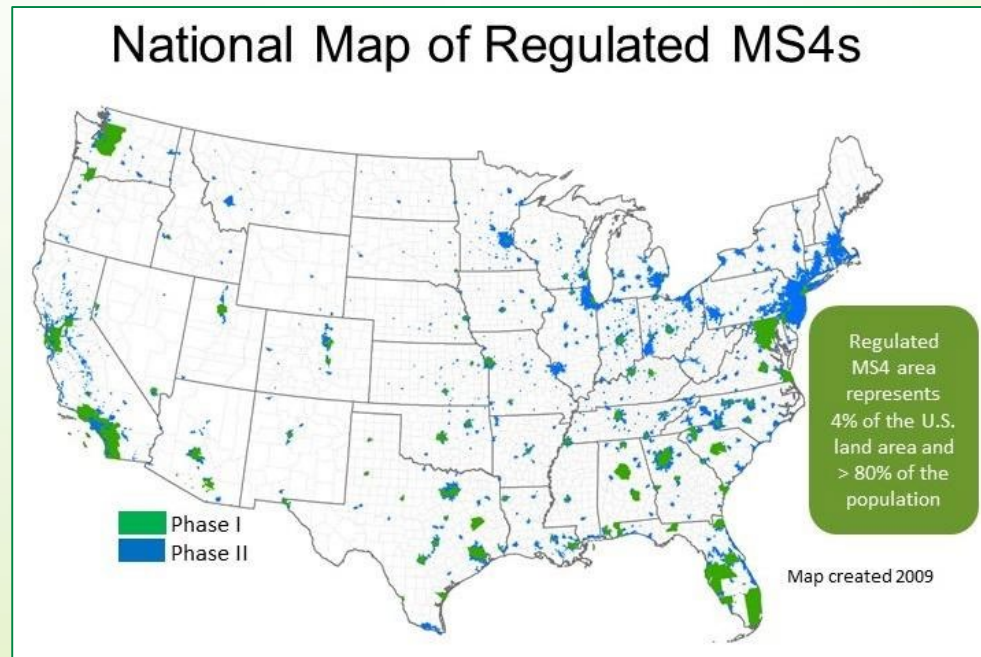 National Map of Regulated MS4s
Regulated
MS4 area
represents
4% of the U.S.
land area and
> 80% of the
population
Phase I
Phase II
Map created 2009